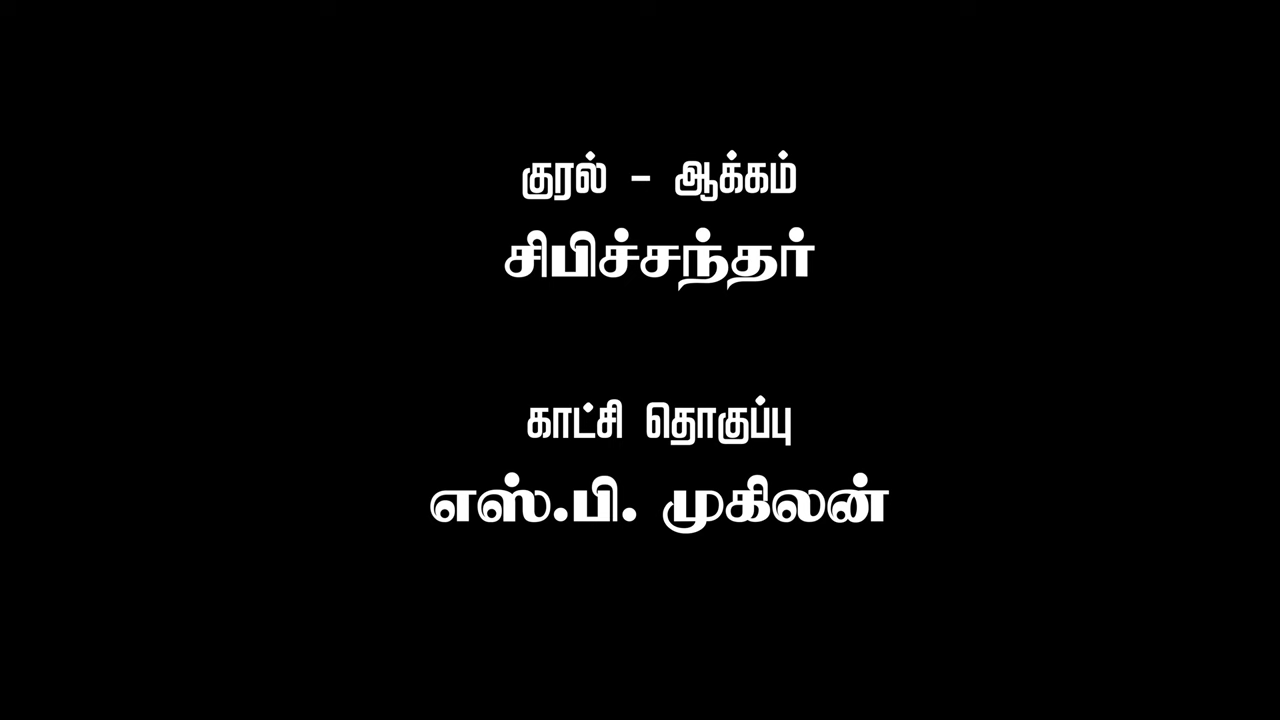 குரல் - ஆக்கம்
சிபிச்சந்தர்
காட்சி தொகுப்பு
எஸ்.பி. முகிலன்